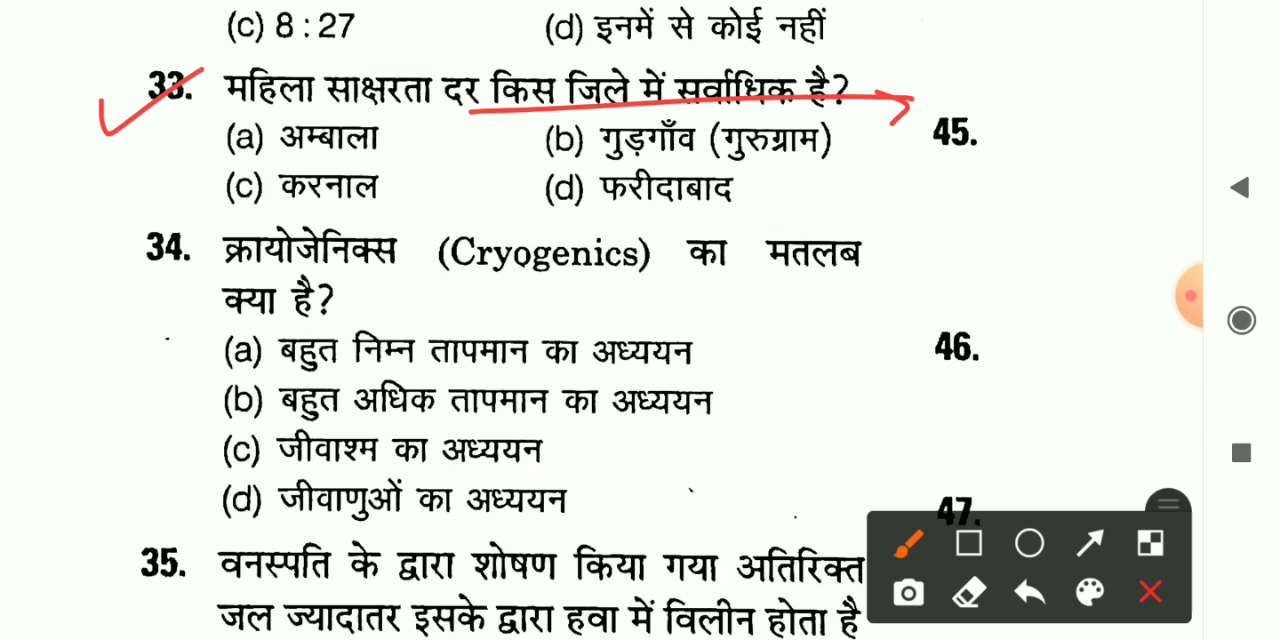 (c) 8 : 27 (d) इनमें से कोई नहीं
33. महिला साक्षरता दर किस जिले में सर्वाधिक है?
(a) अम्बाला (b) गुड़गाँव (गुरुग्राम)
(c) करनाल (d) फरीदाबाद
34. क्रायोजेनिक्स (Cryogenics) का मतलब
क्या है?
(a) बहुत निम्न तापमान का अध्ययन
(b) बहुत अधिक तापमान का अध्ययन
(c) जीवाश्म का अध्ययन
(d) जीवाणुओं का अध्ययन
35. वनस्पति के द्वारा शोषण किया गया अतिरिक्त
जल ज्यादातर इसके द्वारा हवा में विलीन होता है
45.
46.
47.